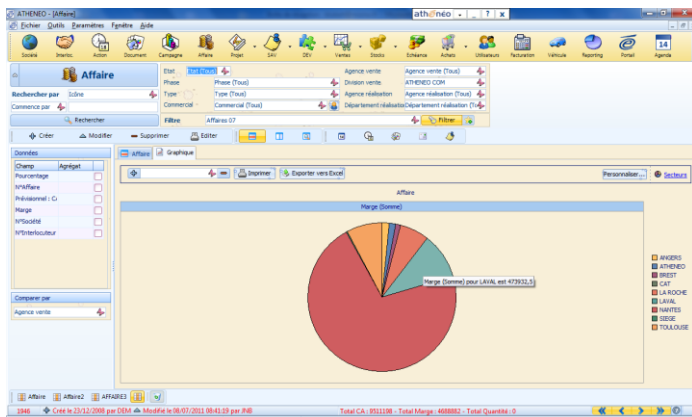 ATHENEO - [Affaire]
athénéo
Fichier Outils Paramètres Fenêtre Aide
Société Interloc. Action Document Campagne Affaire Projet SAV DEV Ventes Stocks Echéance Achats Utilisateurs Facturation Véhicule Reporting Portail Agenda
14
Affaire
Rechercher par Icône
Commence par
Rechercher
Etat Etat (Tous)
Phase Phase (Tous)
Type Type (Tous)
Commercial Commercial (Tous)
Agence vente Agence vente (Tous)
Division vente. ATHENEO COM
Agence réalisation Agence réalisation (Tous)
Département réalisation Département réalisation (To
Filtre Affaires 07
Filtrer
Créer Modifier Supprimer Editer
Données
Affaire Graphique
Champ Agrégat
Pourcentage
N°Affaire
Prévisionnel : C
Marge
N°Société
N°Interlocuteur
Imprimer Exporter vers Excel Personnaliser... Secteurs
Affaire
Marge (Somme)
Marge (Somme) pour LAVAL est 473932,5
ANGERS
ATHENEO
BREST
CAT
LA ROCHE
LAVAL
NANTES
SIEGE
TOULOUSE
Comparer par
Agence vente
Affaire Affaire2 AFFAIRE3
1946 Créé le 23/12/2008 par DEM Modifié le 08/07/2011 08:41:19 par JNB Total CA : 9511198 - Total Marge : 4688882 - Total Quantité : 0